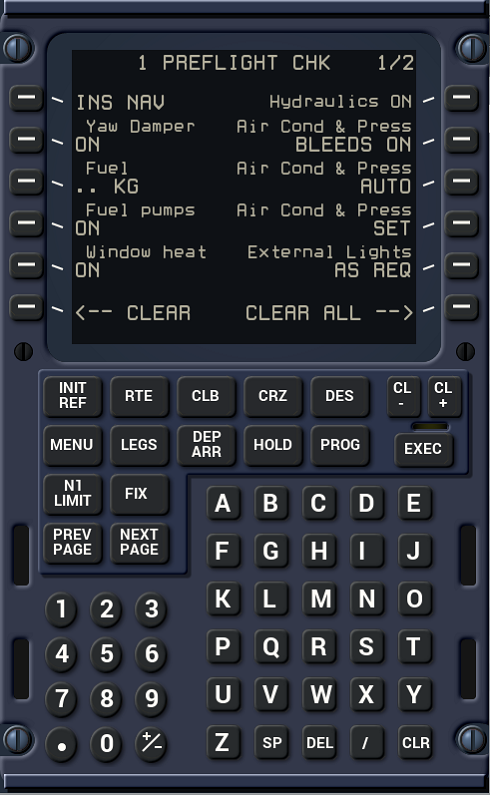 1 PREFLIGHT CHK 1/2
INS NAV Hydraulics ON
Yaw Damper Air Cond & Press
ON BLEEDS ON
Fuel Air Cond & Press
.. KG AUTO
Fuel pumps Air Cond & Press
ON SET
Window heat External Lights
ON AS REQ
<-- CLEAR CLEAR ALL -->
INIT REF RTE CLB CRZ DES CL - CL +
MENU LEGS DEP ARR HOLD PROG EXEC
N1 LIMIT FIX
PREV PAGE NEXT PAGE
A B C D E
F G H I J
K L M N O
P Q R S T
U V W X Y
Z SP DEL / CLR
1 2 3
4 5 6
7 8 9
. 0 +/-